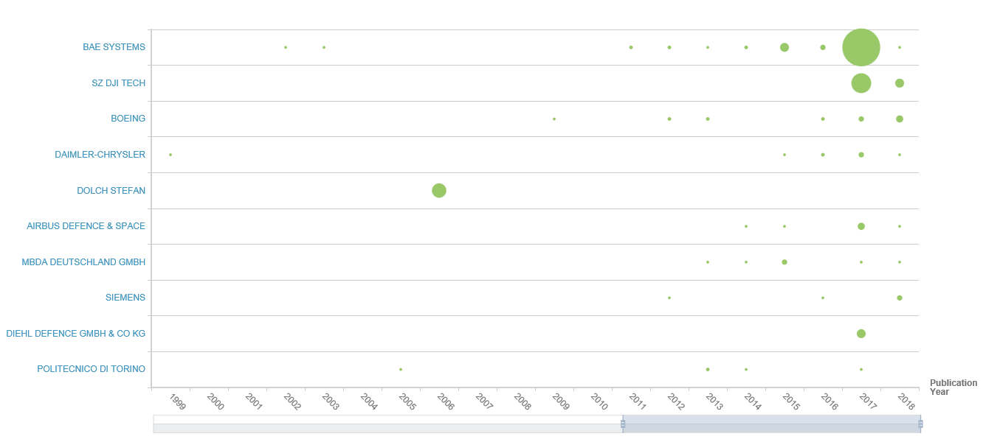 BAE SYSTEMS
SZ DJI TECH
BOEING
DAIMLER-CHRYSLER
DOLCH STEFAN
AIRBUS DEFENCE & SPACE
MBDA DEUTSCHLAND GMBH
SIEMENS
DIEHL DEFENCE GMBH & CO KG
POLITECNICO DI TORINO
Publication
Year
1999 2000 2001 2002 2003 2004 2005 2006 2007 2008 2009 2010 2011 2012 2013 2014 2015 2016 2017 2018